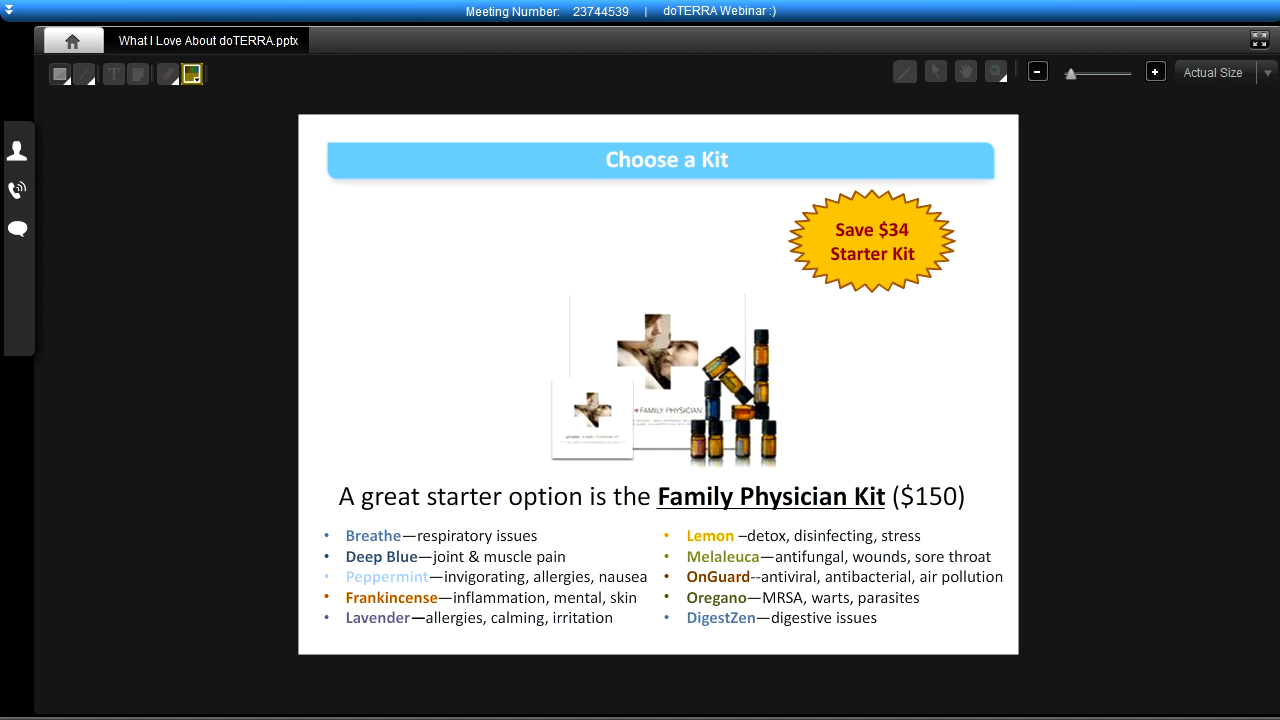 Meeting Number: 23744539 | doTERRA Webinar :)
What I Love About doTERRA.pptx
T
Actual Size
Choose a Kit
Save $34
Starter Kit
FAMILY PHYSICIAN
A great starter option is the Family Physician Kit ($150)
• Breathe—respiratory issues
• Deep Blue—joint & muscle pain
• Peppermint—invigorating, allergies, nausea
• Frankincense—inflammation, mental, skin
• Lavender—allergies, calming, irritation
• Lemon –detox, disinfecting, stress
• Melaleuca—antifungal, wounds, sore throat
• OnGuard--antiviral, antibacterial, air pollution
• Oregano—MRSA, warts, parasites
• DigestZen—digestive issues